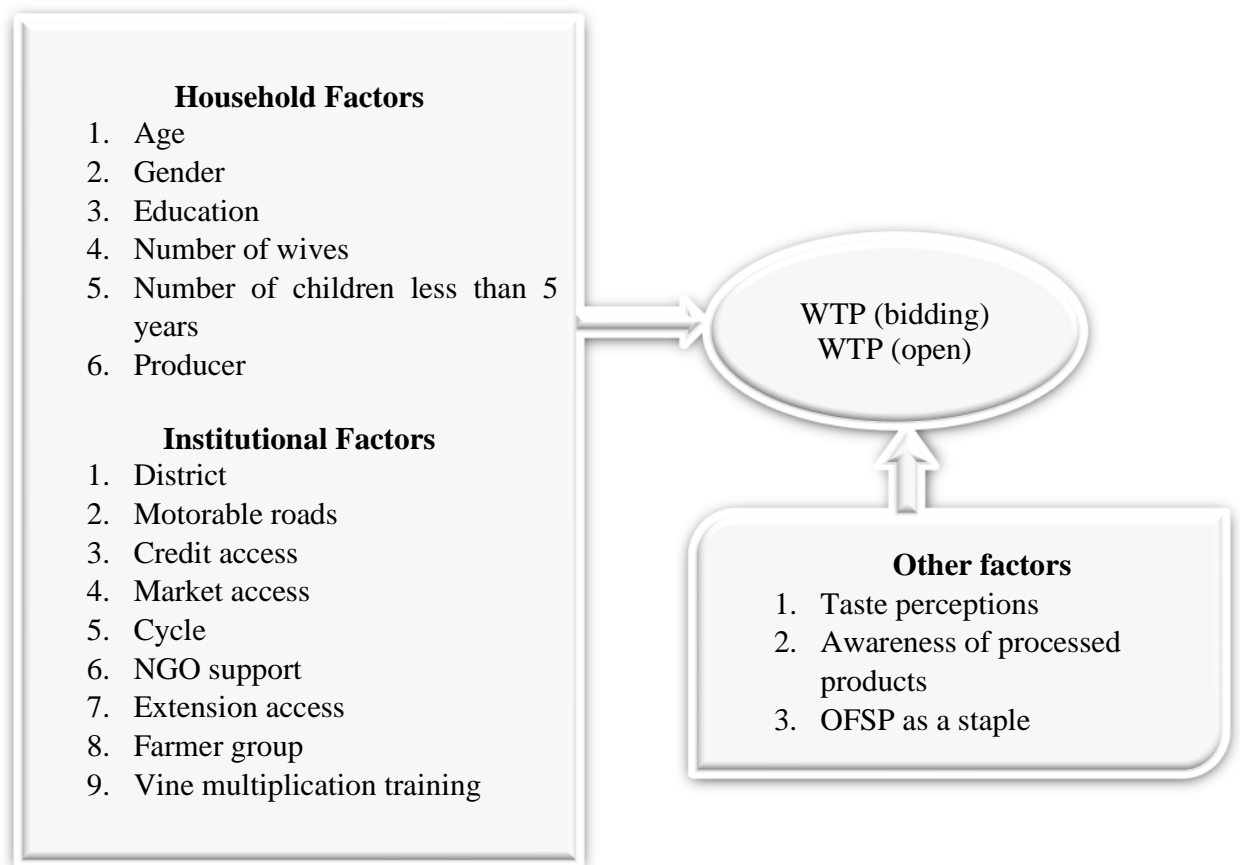 Household Factors
1. Age
2. Gender
3. Education
4. Number of wives
5. Number of children less than 5
years
6. Producer
Institutional Factors
1. District
2. Motorable roads
3. Credit access
4. Market access
5. Cycle
6. NGO support
7. Extension access
8. Farmer group
9. Vine multiplication training
WTP (bidding)
WTP (open)
Other factors
1. Taste perceptions
2. Awareness of processed
products
3. OFSP as a staple